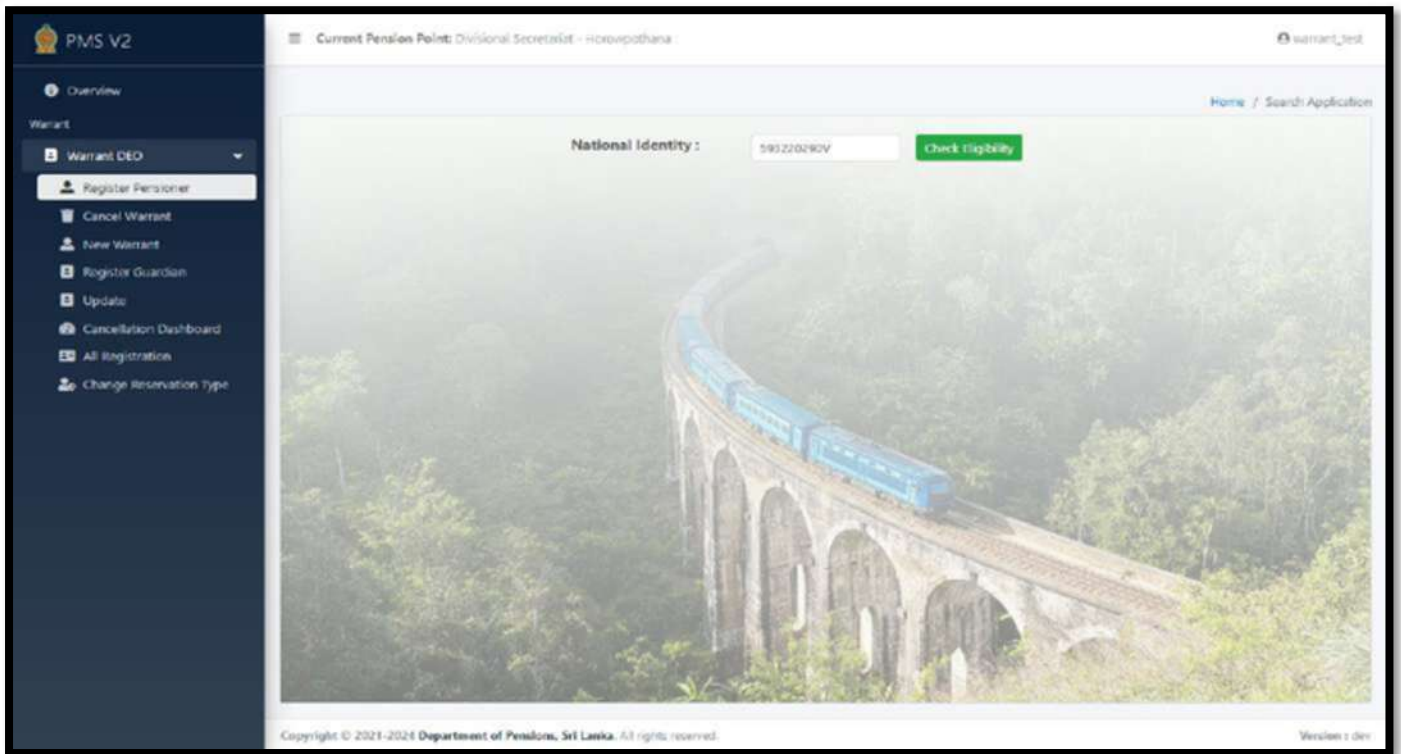 PMS V2
Current Pension Point: Divisional Secretariat - Horowpothana
warrant_test
Overview
Home / Search Application
Warrant
National Identity :
Check Eligibility
Warrant DEO
Register Pensioner
Cancel Warrant
New Warrant
Register Guardian
Update
Cancellation Dashboard
All Registration
Change Reservation Type
Copyright © 2021-2024 Department of Pensions, Sri Lanka. All rights reserved.
Version : dev